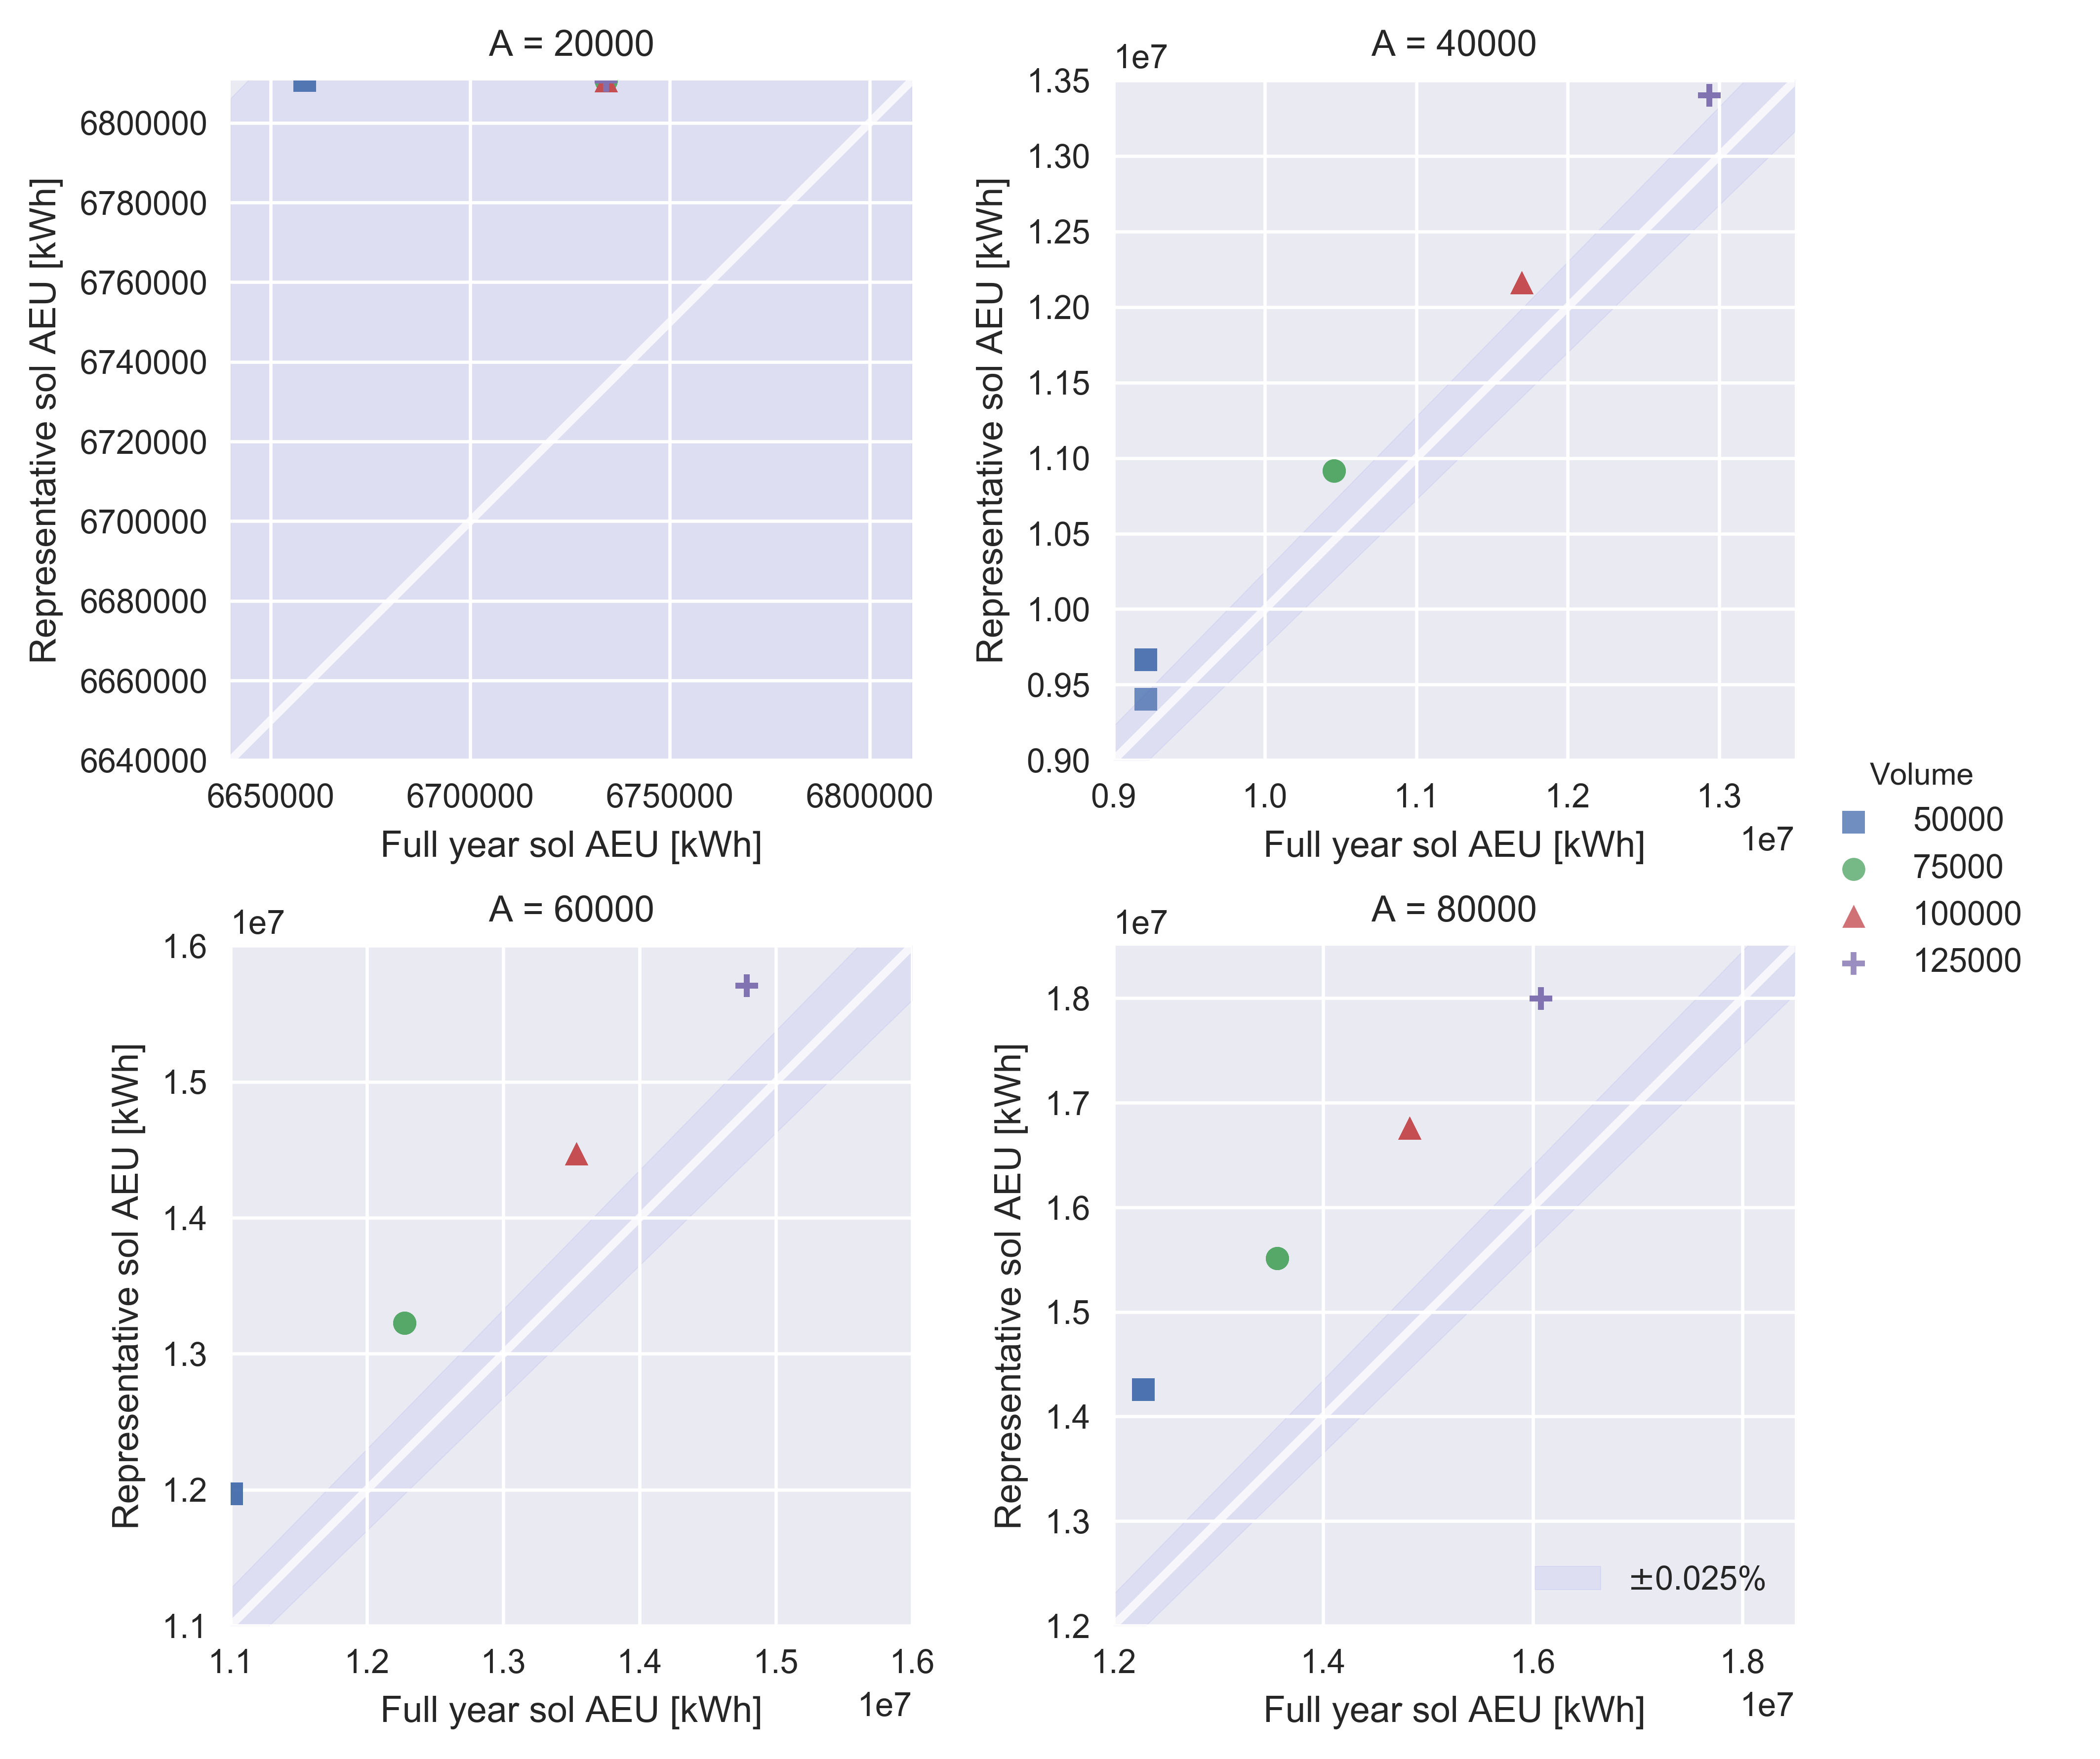 A = 20000
6800000
6780000
6760000
6740000
6720000
6700000
6680000
6660000
6640000
Representative sol AEU [kWh]
6650000 6700000 6750000 6800000
Full year sol AEU [kWh]
A = 40000
1e7
1.35
1.30
1.25
1.20
1.15
1.10
1.05
1.00
0.95
0.90
Representative sol AEU [kWh]
0.9 1.0 1.1 1.2 1.3
1e7
Full year sol AEU [kWh]
Volume
50000
75000
100000
125000
A = 60000
1e7
1.6
1.5
1.4
1.3
1.2
1.1
Representative sol AEU [kWh]
1.1 1.2 1.3 1.4 1.5 1.6
1e7
Full year sol AEU [kWh]
A = 80000
1e7
1.8
1.7
1.6
1.5
1.4
1.3
1.2
Representative sol AEU [kWh]
±0.025%
1.2 1.4 1.6 1.8
1e7
Full year sol AEU [kWh]